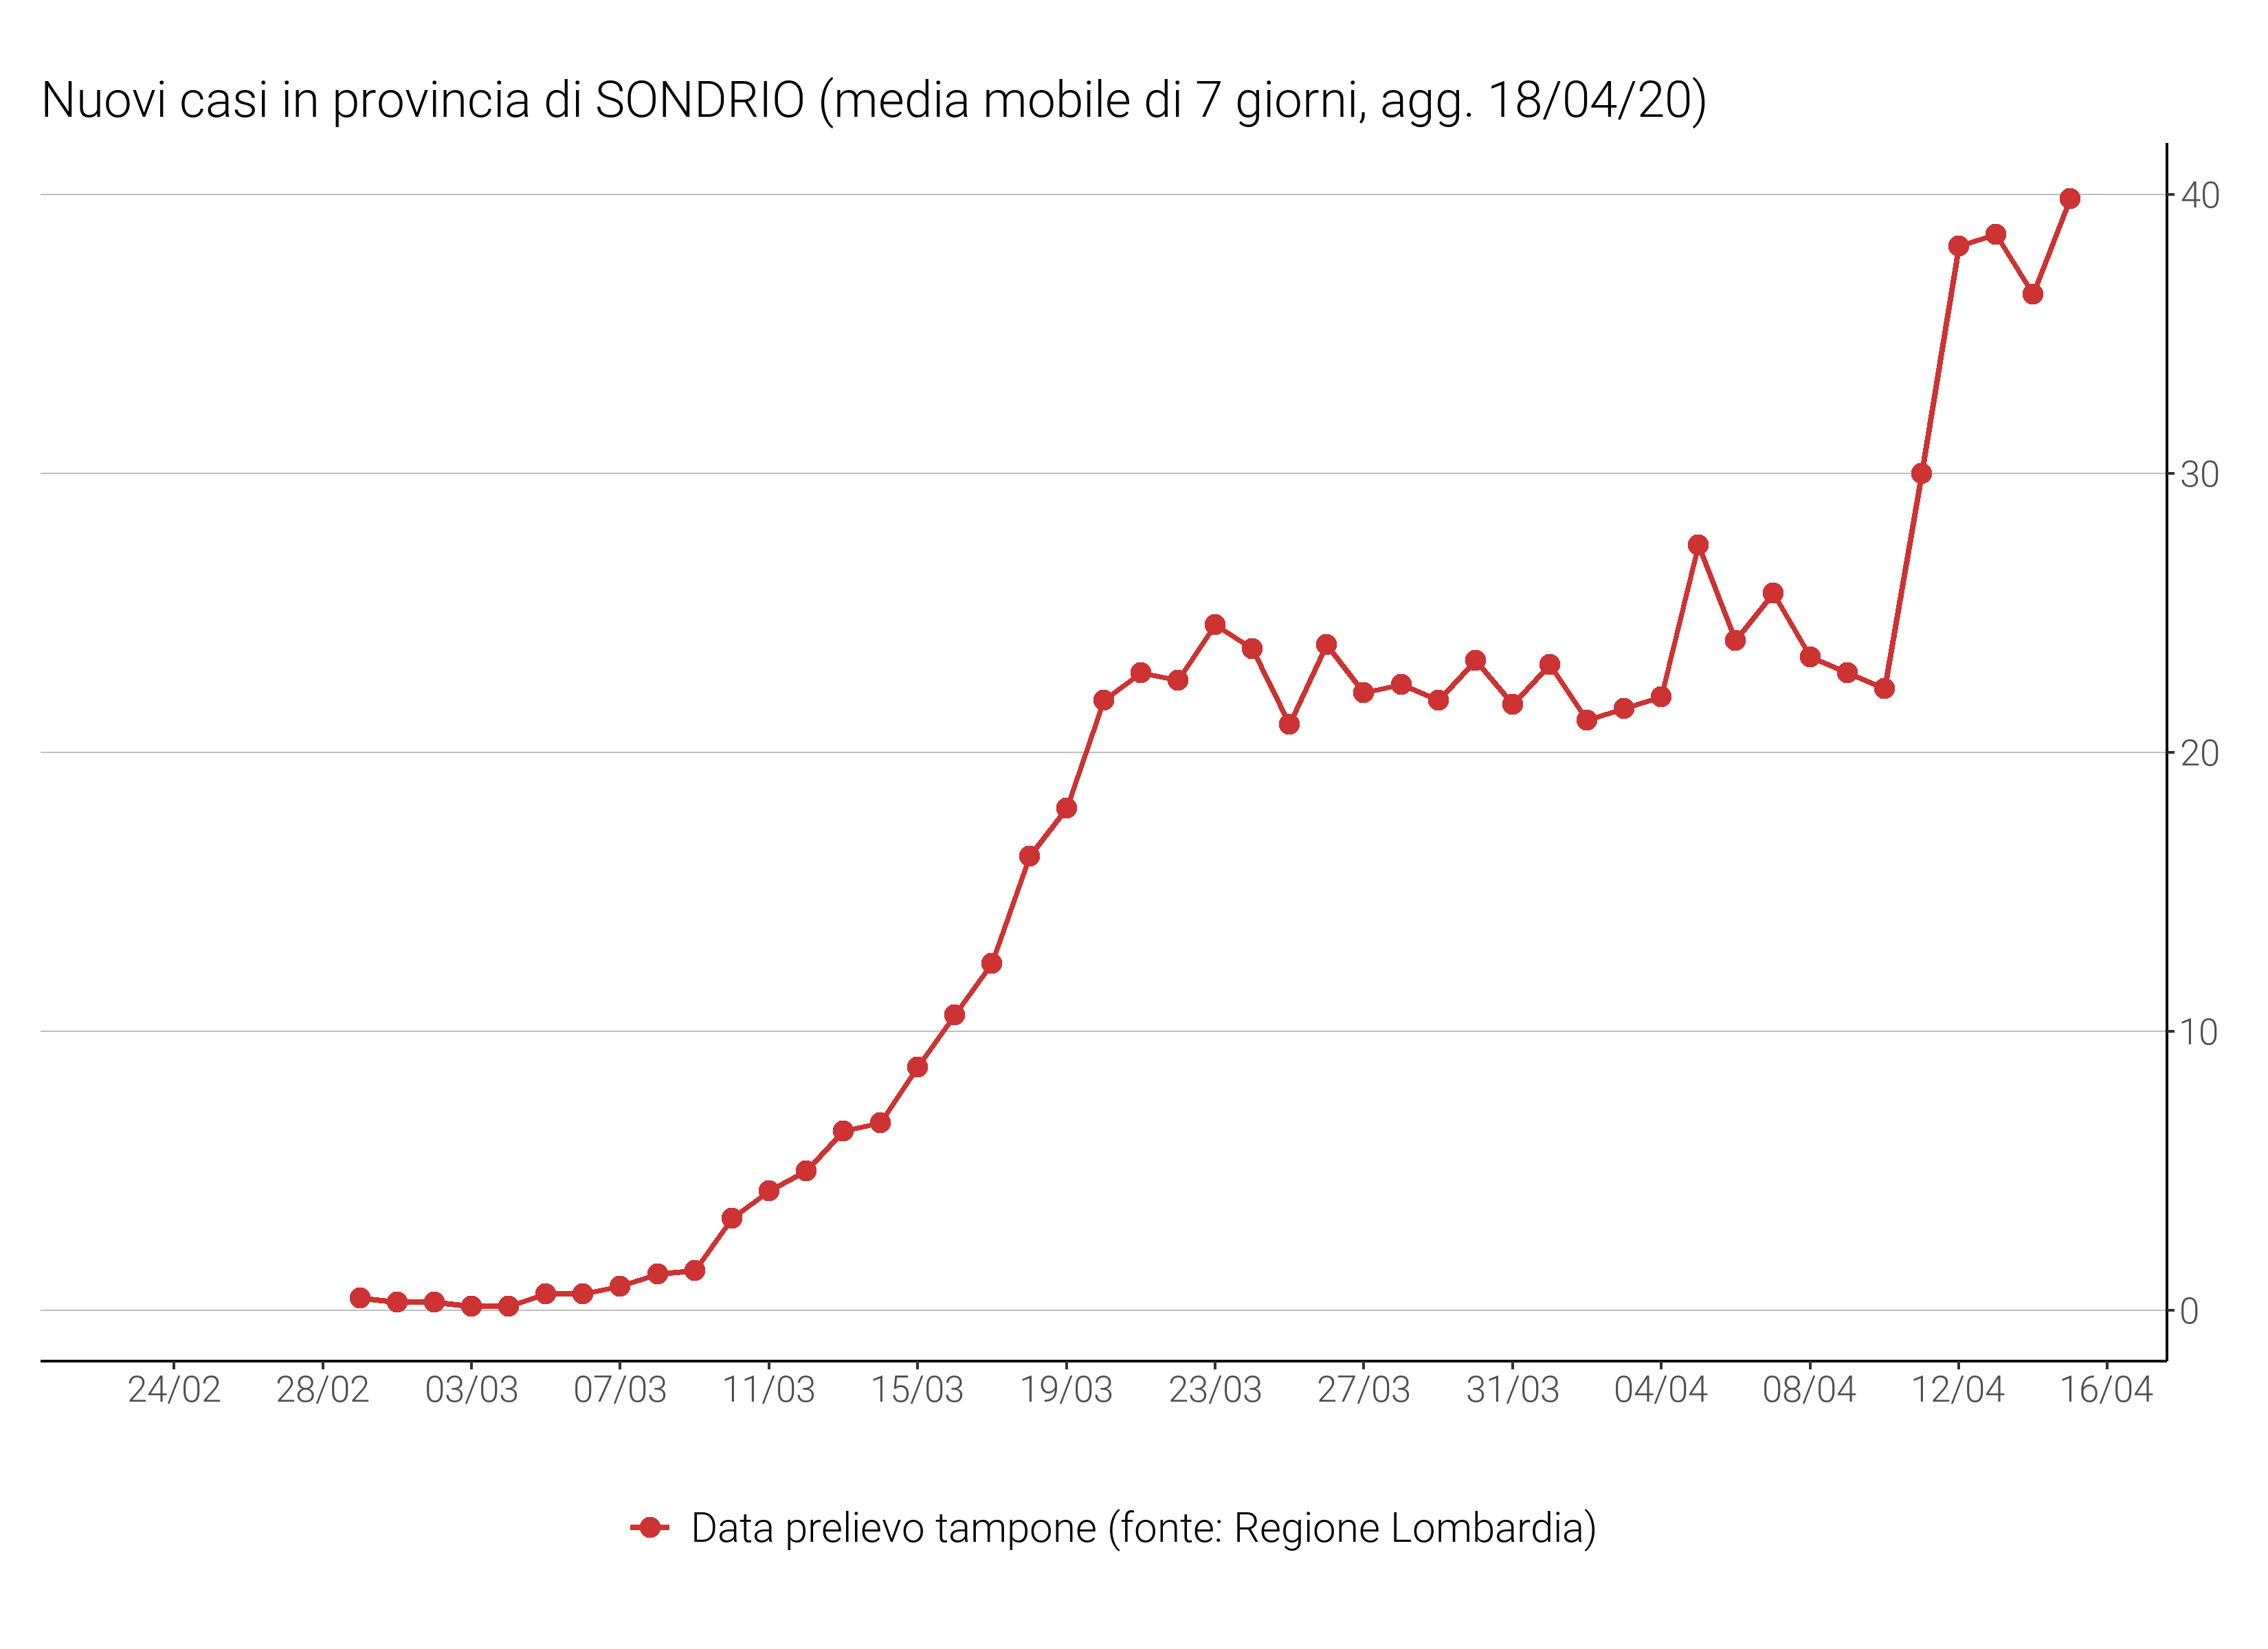 Nuovi casi in provincia di SONDRIO (media mobile di 7 giorni, agg. 18/04/20)
40
30
20
10
0
24/02 28/02 03/03 07/03 11/03 15/03 19/03 23/03 27/03 31/03 04/04 08/04 12/04 16/04
Data prelievo tampone (fonte: Regione Lombardia)